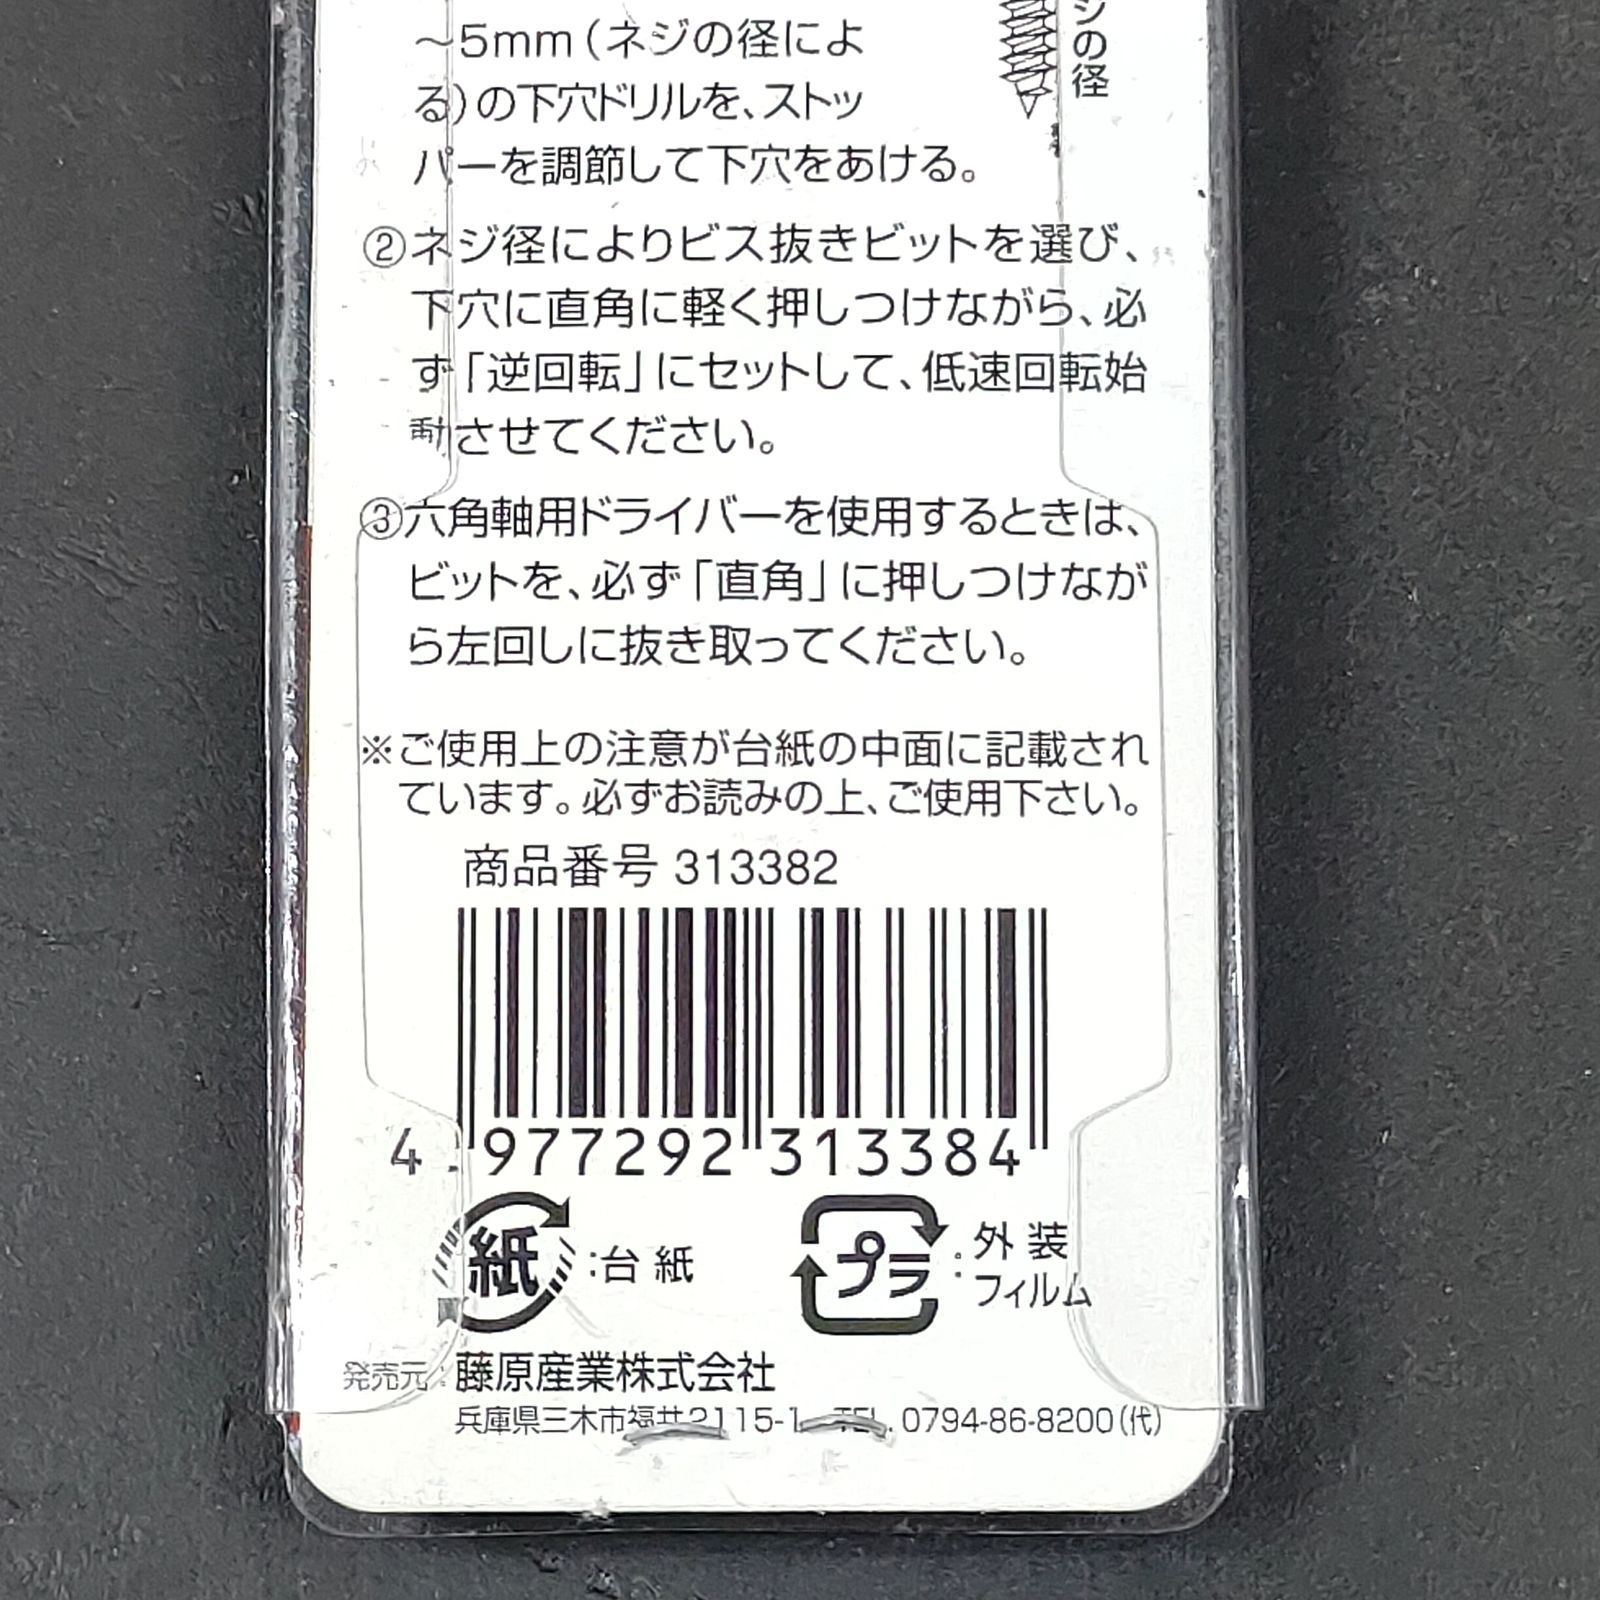 ～5mm（ネジの径によ
る）の下穴ドリルを、ストッ
パーを調節して下穴をあける。
ジの径
②ネジ径によりビス抜きビットを選び、
下穴に直角に軽く押しつけながら、必
ず「逆回転」にセットして、低速回転始
動させてください。
③六角軸用ドライバーを使用するときは、
ビットを、必ず「直角」に押しつけなが
ら左回しに抜き取ってください。
※ご使用上の注意が台紙の中面に記載され
ています。必ずお読みの上、ご使用下さい。
商品番号 313382
4 977292 313384
紙 :台 紙
プラ :外 装
フィルム
発売元:藤原産業株式会社
兵庫県三木市福井2115-1 TEL. 0794-86-8200(代)